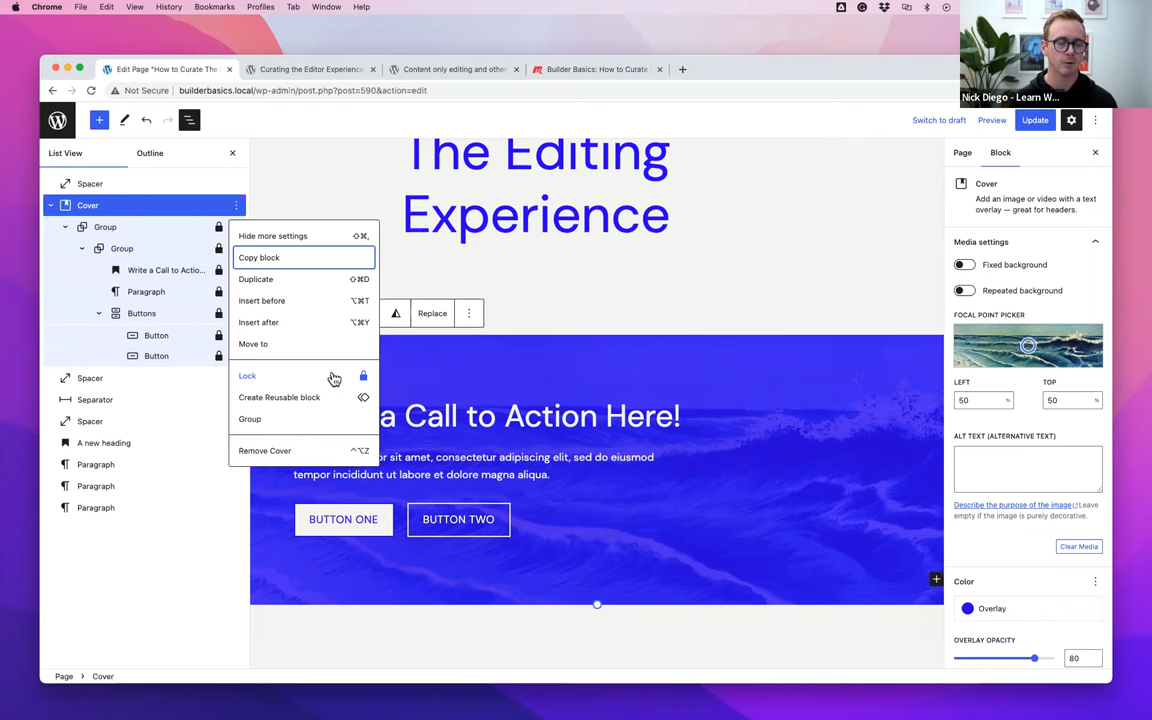 Chrome File Edit View History Bookmarks Profiles Tab Window Help
Edit Page "How to Curate The
Curating the Editor Experience
Content only editing and othe
Builder Basics: How to Curate
Not Secure builderbasics.local/wp-admin/post.php?post=590&action=edit
Nick Diego - Learn W...
Switch to draft Preview Update
List View Outline
Spacer
Cover
Group
Group
Write a Call to Actio...
Paragraph
Buttons
Button
Button
Spacer
Separator
Spacer
A new heading
Paragraph
Paragraph
Paragraph
Hide more settings ⇧⌘,
Copy block
Duplicate ⇧⌘D
Insert before ⌥⌘T
Insert after ⌥⌘Y
Move to
Lock
Create Reusable block
Group
Remove Cover ^⌥Z
The Editing
Experience
Replace
a Call to Action Here!
or sit amet, consectetur adipiscing elit, sed do eiusmod
tempor incididunt ut labore et dolore magna aliqua.
BUTTON ONE BUTTON TWO
Page Block
Cover
Add an image or video with a text
overlay — great for headers.
Media settings
Fixed background
Repeated background
FOCAL POINT PICKER
LEFT TOP
50 % 50 %
ALT TEXT (ALTERNATIVE TEXT)
Describe the purpose of the image Leave
empty if the image is purely decorative.
Clear Media
Color
Overlay
OVERLAY OPACITY
80
Page › Cover